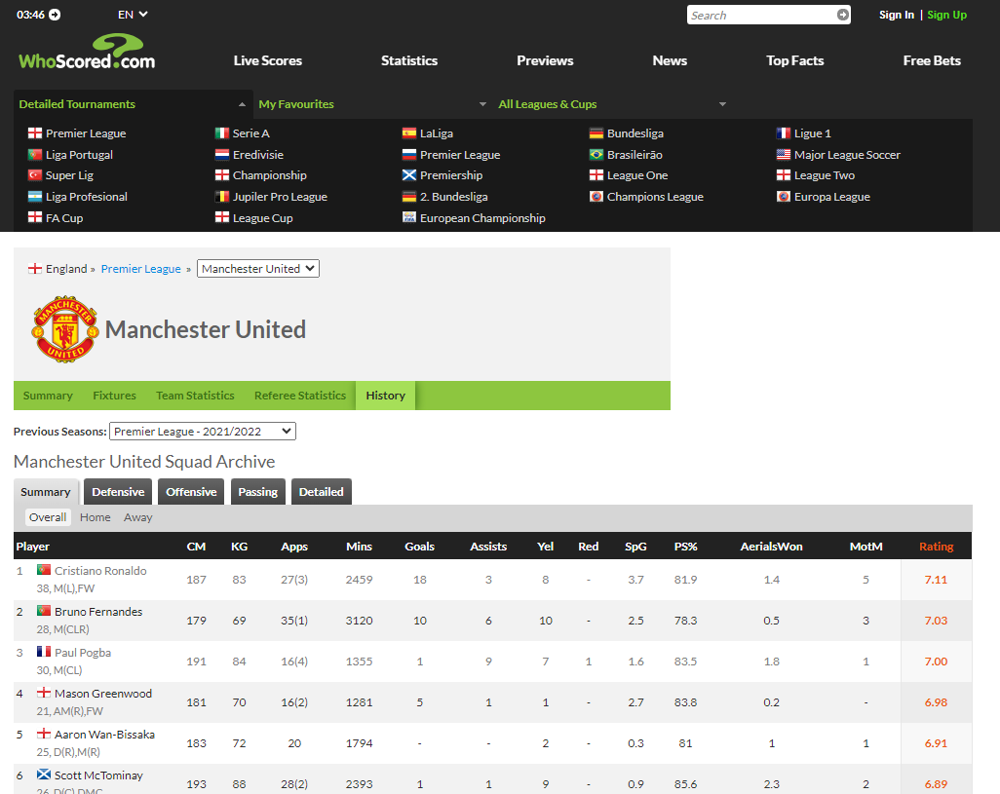 03:46 EN Search Sign In | Sign Up
WhoScored?com Live Scores Statistics Previews News Top Facts Free Bets
Detailed Tournaments My Favourites All Leagues & Cups
Premier League Serie A LaLiga Bundesliga Ligue 1
Liga Portugal Eredivisie Premier League Brasileirão Major League Soccer
Super Lig Championship Premiership League One League Two
Liga Profesional Jupiler Pro League 2. Bundesliga Champions League Europa League
FA Cup League Cup European Championship
England » Premier League » Manchester United
MANCHESTER UNITED
Manchester United
Summary Fixtures Team Statistics Referee Statistics History
Previous Seasons: Premier League - 2021/2022
Manchester United Squad Archive
Summary Defensive Offensive Passing Detailed
Overall Home Away
Player CM KG Apps Mins Goals Assists Yel Red SpG PS% AerialsWon MotM Rating
1 Cristiano Ronaldo 187 83 27(3) 2459 18 3 8 - 3.7 81.9 1.4 5 7.11
38, M(L),FW
2 Bruno Fernandes 179 69 35(1) 3120 10 6 10 - 2.5 78.3 0.5 3 7.03
28, M(CLR)
3 Paul Pogba 191 84 16(4) 1355 1 9 7 1 1.6 83.5 1.8 1 7.00
30, M(CL)
4 Mason Greenwood 181 70 16(2) 1281 5 1 1 - 2.7 83.8 0.2 - 6.98
21, AM(R),FW
5 Aaron Wan-Bissaka 183 72 20 1794 - - 2 - 0.3 81 1 1 6.91
25, D(R),M(R)
6 Scott McTominay 193 88 28(2) 2393 1 1 9 - 0.9 85.6 2.3 2 6.89
26, D(C),DMC